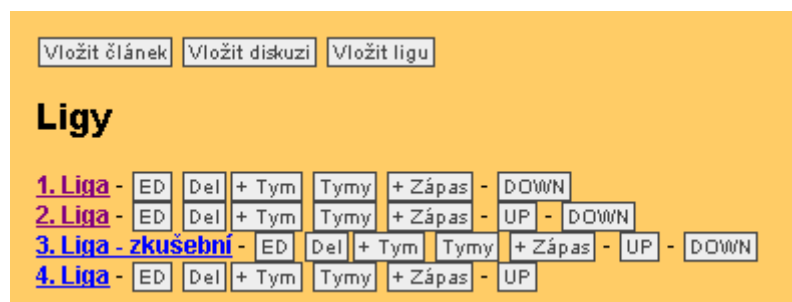 Vložit článek Vložit diskuzi Vložit ligu
Ligy
1. Liga - ED Del + Tym Tymy + Zápas - DOWN
2. Liga - ED Del + Tym Tymy + Zápas - UP - DOWN
3. Liga - zkušební - ED Del + Tym Tymy + Zápas - UP - DOWN
4. Liga - ED Del + Tym Tymy + Zápas - UP